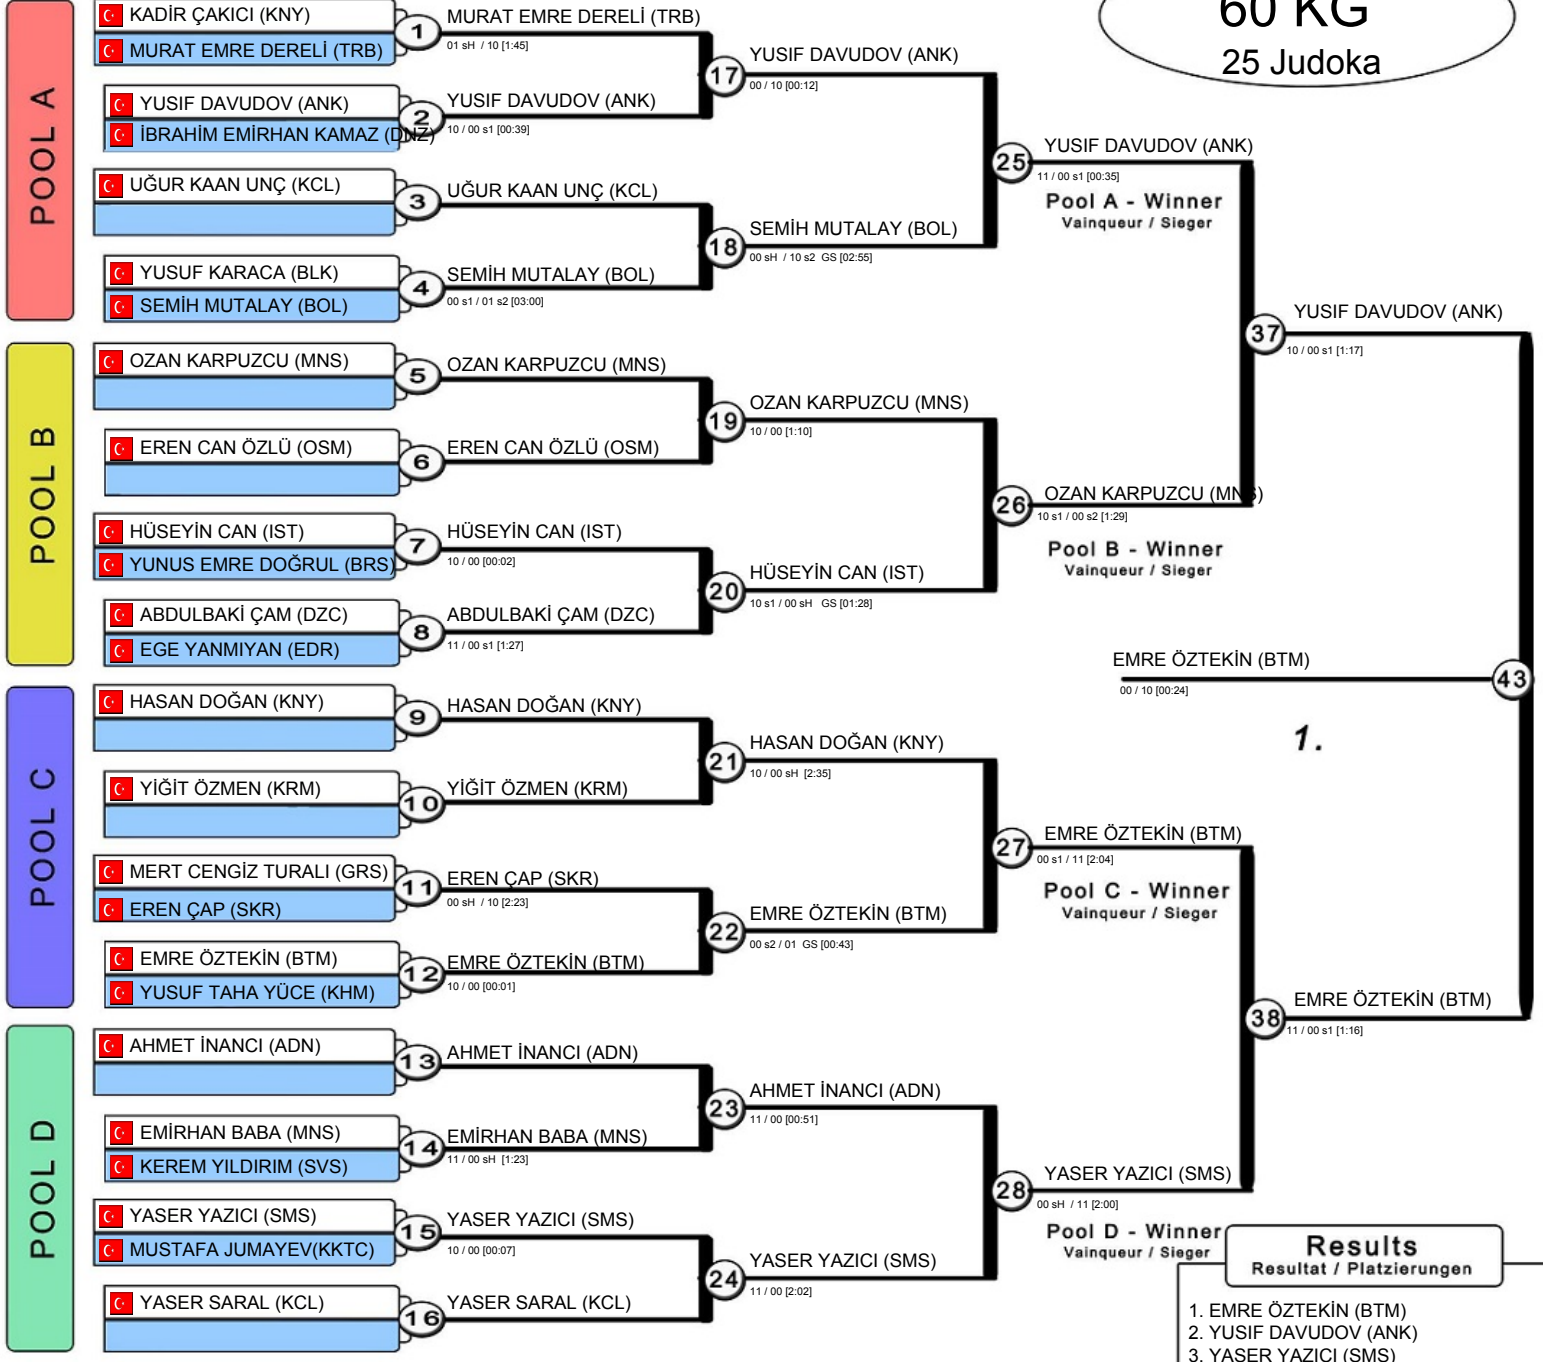 60 KG
25 Judoka
POOL A
KADİR ÇAKICI (KNY)
MURAT EMRE DERELİ (TRB)
1
MURAT EMRE DERELİ (TRB)
01 sH / 10 [1:45]
YUSIF DAVUDOV (ANK)
İBRAHİM EMİRHAN KAMAZ (DNZ)
2
YUSIF DAVUDOV (ANK)
10 / 00 s1 [00:39]
UĞUR KAAN UNÇ (KCL)
3
UĞUR KAAN UNÇ (KCL)
YUSUF KARACA (BLK)
SEMİH MUTALAY (BOL)
4
SEMİH MUTALAY (BOL)
00 s1 / 01 s2 [03:00]
17
YUSIF DAVUDOV (ANK)
00 / 10 [00:12]
18
SEMİH MUTALAY (BOL)
00 sH / 10 s2 GS [02:55]
25
YUSIF DAVUDOV (ANK)
11 / 00 s1 [00:35]
Pool A - Winner
Vainqueur / Sieger
POOL B
OZAN KARPUZCU (MNS)
5
OZAN KARPUZCU (MNS)
EREN CAN ÖZLÜ (OSM)
6
EREN CAN ÖZLÜ (OSM)
HÜSEYİN CAN (IST)
YUNUS EMRE DOĞRUL (BRS)
7
HÜSEYİN CAN (IST)
10 / 00 [00:02]
ABDULBAKİ ÇAM (DZC)
EGE YANMIYAN (EDR)
8
ABDULBAKİ ÇAM (DZC)
11 / 00 s1 [1:27]
19
OZAN KARPUZCU (MNS)
10 / 00 [1:10]
20
HÜSEYİN CAN (IST)
10 s1 / 00 sH GS [01:28]
26
OZAN KARPUZCU (MNS)
10 s1 / 00 s2 [1:29]
Pool B - Winner
Vainqueur / Sieger
37
YUSIF DAVUDOV (ANK)
10 / 00 s1 [1:17]
EMRE ÖZTEKİN (BTM)
00 / 10 [00:24]
43
1.
POOL C
HASAN DOĞAN (KNY)
9
HASAN DOĞAN (KNY)
YİĞİT ÖZMEN (KRM)
10
YİĞİT ÖZMEN (KRM)
MERT CENGİZ TURALI (GRS)
EREN ÇAP (SKR)
11
EREN ÇAP (SKR)
00 sH / 10 [2:23]
EMRE ÖZTEKİN (BTM)
YUSUF TAHA YÜCE (KHM)
12
EMRE ÖZTEKİN (BTM)
10 / 00 [00:01]
21
HASAN DOĞAN (KNY)
10 / 00 sH [2:35]
22
EMRE ÖZTEKİN (BTM)
00 s2 / 01 GS [00:43]
27
EMRE ÖZTEKİN (BTM)
00 s1 / 11 [2:04]
Pool C - Winner
Vainqueur / Sieger
38
EMRE ÖZTEKİN (BTM)
11 / 00 s1 [1:16]
POOL D
AHMET İNANCI (ADN)
13
AHMET İNANCI (ADN)
EMİRHAN BABA (MNS)
KEREM YILDIRIM (SVS)
14
EMİRHAN BABA (MNS)
11 / 00 sH [1:23]
YASER YAZICI (SMS)
MUSTAFA JUMAYEV(KKTC)
15
YASER YAZICI (SMS)
10 / 00 [00:07]
YASER SARAL (KCL)
16
YASER SARAL (KCL)
23
AHMET İNANCI (ADN)
11 / 00 [00:51]
24
YASER YAZICI (SMS)
11 / 00 [2:02]
28
YASER YAZICI (SMS)
00 sH / 11 [2:00]
Pool D - Winner
Vainqueur / Sieger
Results
Resultat / Platzierungen
1. EMRE ÖZTEKİN (BTM)
2. YUSIF DAVUDOV (ANK)
3. YASER YAZICI (SMS)